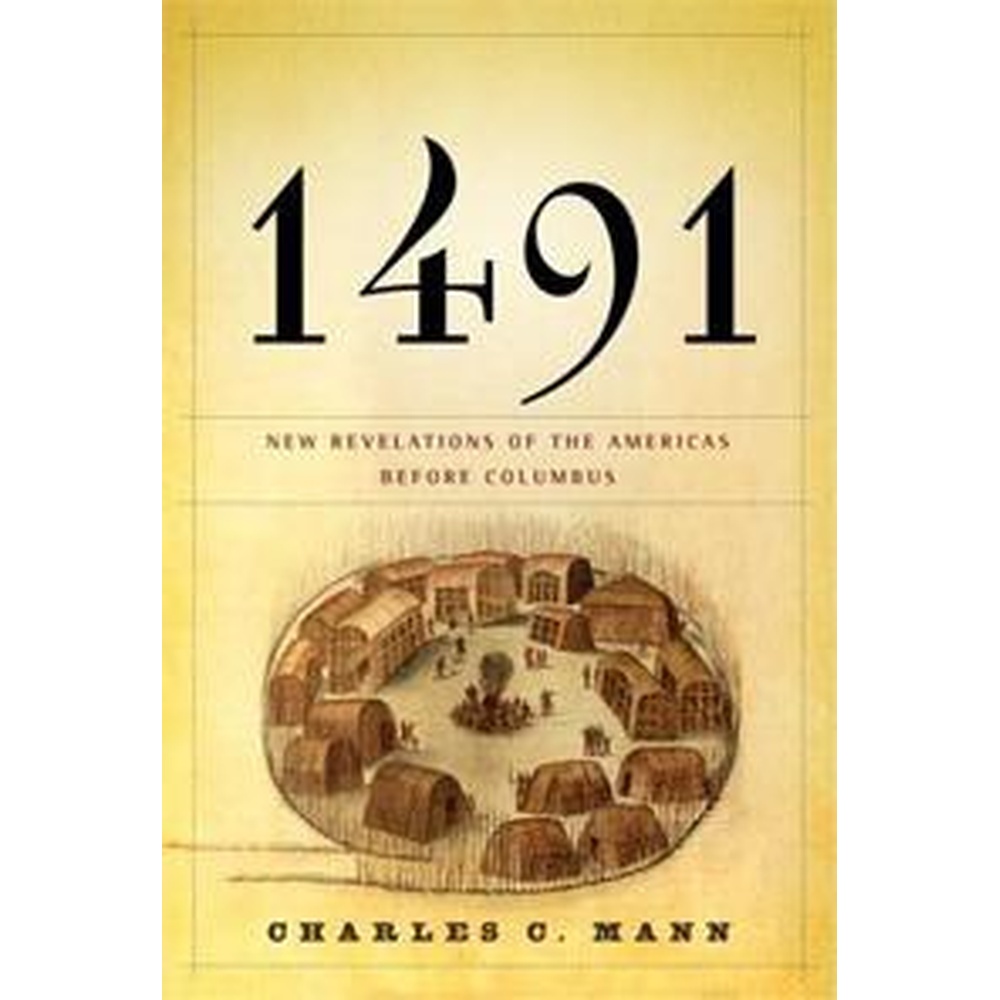 1491
NEW REVELATIONS OF THE AMERICAS
BEFORE COLUMBUS
CHARLES C. MANN